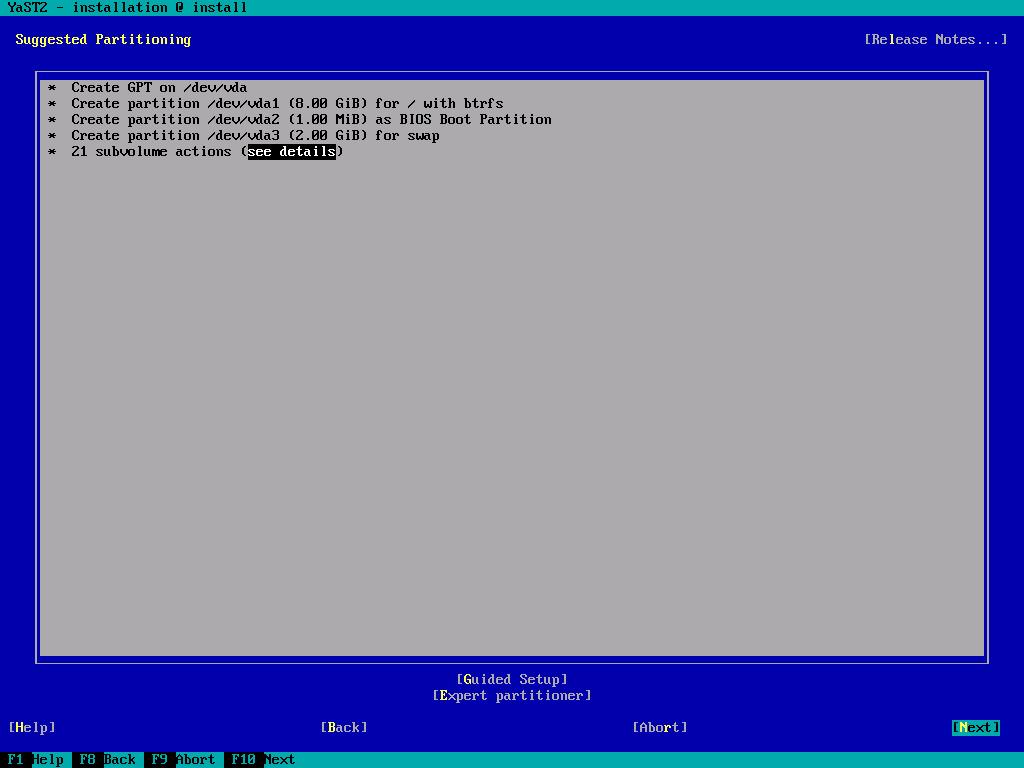 YaST2 - installation @ install
Suggested Partitioning [Release Notes...]
* Create GPT on /dev/vda
* Create partition /dev/vda1 (8.00 GiB) for / with btrfs
* Create partition /dev/vda2 (1.00 MiB) as BIOS Boot Partition
* Create partition /dev/vda3 (2.00 GiB) for swap
* 21 subvolume actions (see details)
[Guided Setup]
[Expert partitioner]
[Help] [Back] [Abort] [Next]
F1 Help F8 Back F9 Abort F10 Next